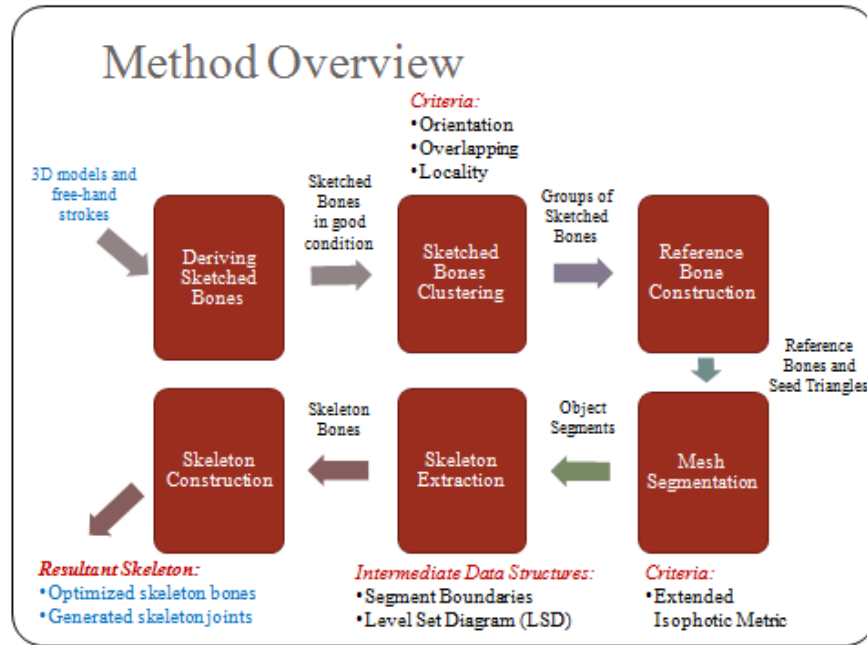 Method Overview
Criteria:
•Orientation
•Overlapping
•Locality
3D models and
free-hand
strokes
Deriving
Sketched
Bones
Sketched
Bones
in good
condition
Sketched
Bones
Clustering
Groups of
Sketched
Bones
Reference
Bone
Construction
Reference
Bones and
Seed Triangles
Mesh
Segmentation
Criteria:
•Extended
Isophotic Metric
Object
Segments
Skeleton
Extraction
Intermediate Data Structures:
•Segment Boundaries
•Level Set Diagram (LSD)
Skeleton
Bones
Skeleton
Construction
Resultant Skeleton:
•Optimized skeleton bones
•Generated skeleton joints